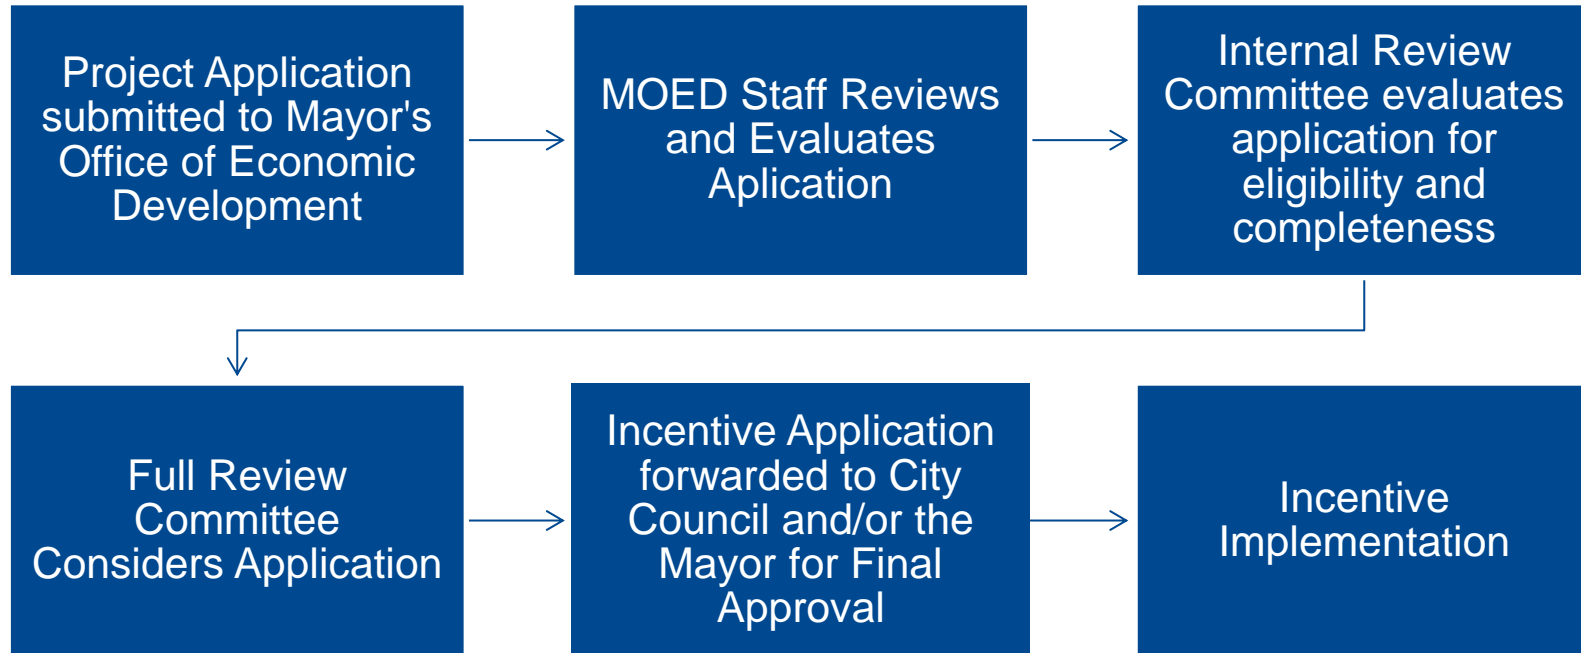 Project Application
submitted to Mayor's
Office of Economic
Development
MOED Staff Reviews
and Evaluates
Aplication
Internal Review
Committee evaluates
application for
eligibility and
completeness
Full Review
Committee
Considers Application
Incentive Application
forwarded to City
Council and/or the
Mayor for Final
Approval
Incentive
Implementation